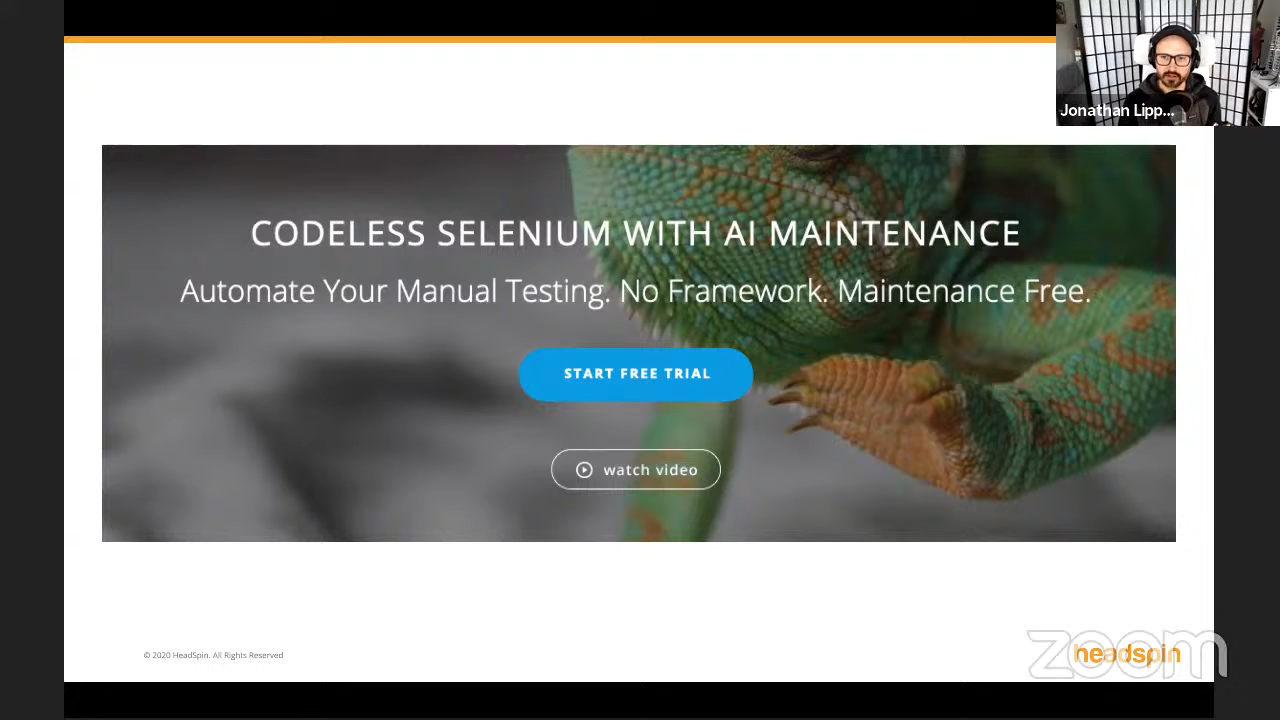 Jonathan Lipp...
CODELESS SELENIUM WITH AI MAINTENANCE
Automate Your Manual Testing. No Framework. Maintenance Free.
START FREE TRIAL
watch video
© 2020 HeadSpin. All Rights Reserved
headspin
zoom